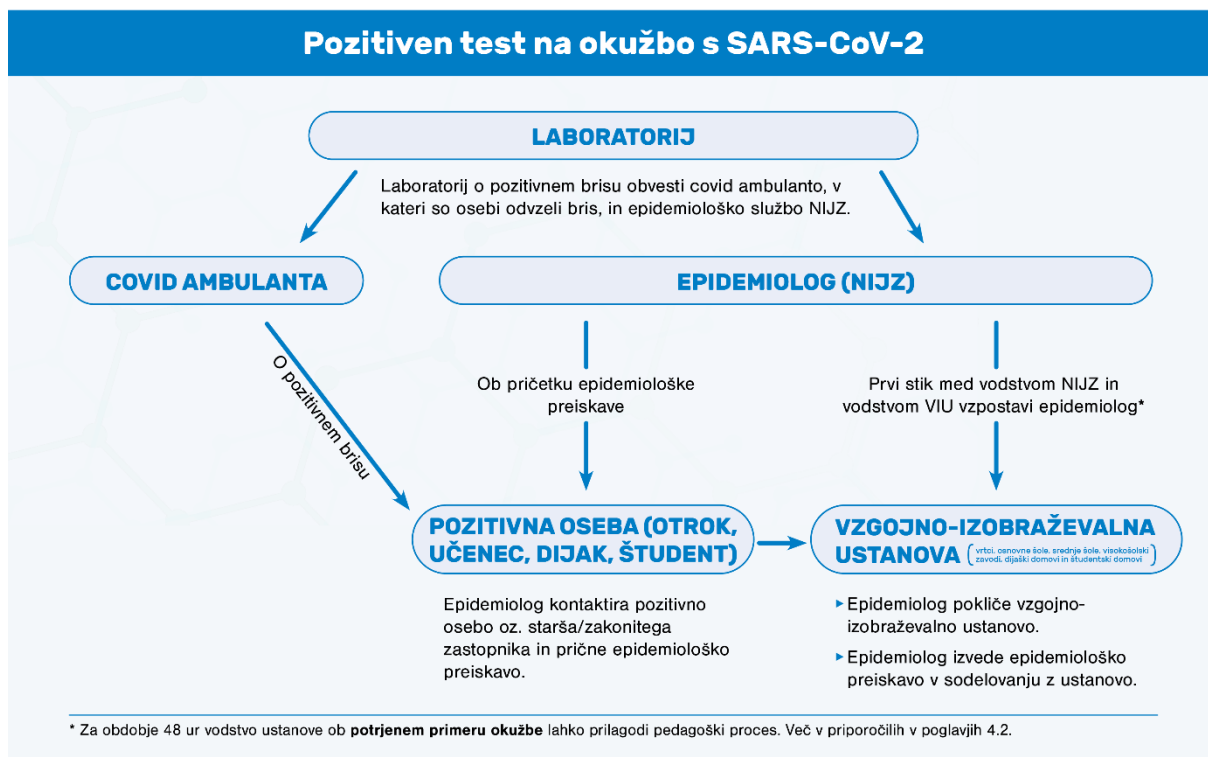 Pozitiven test na okužbo s SARS-CoV-2
LABORATORIJ
Laboratorij o pozitivnem brisu obvesti covid ambulanto, v
kateri so osebi odvzeli bris, in epidemiološko službo NIJZ.
COVID AMBULANTA
EPIDEMIOLOG (NIJZ)
O pozitivnem brisu
Ob pričetku epidemiološke
preiskave
Prvi stik med vodstvom NIJZ in
vodstvom VIU vzpostavi epidemiolog*
POZITIVNA OSEBA (OTROK,
UČENEC, DIJAK, ŠTUDENT)
VZGOJNO-IZOBRAŽEVALNA
USTANOVA (vrtci, osnovne šole, srednje šole, visokošolski
zavodi, dijaški domovi in študentski domovi)
Epidemiolog kontaktira pozitivno
osebo oz. starša/zakonitega
zastopnika in prične epidemiološko
preiskavo.
▸ Epidemiolog pokliče vzgojno-
izobraževalno ustanovo.
▸ Epidemiolog izvede epidemiološko
preiskavo v sodelovanju z ustanovo.
* Za obdobje 48 ur vodstvo ustanove ob potrjenem primeru okužbe lahko prilagodi pedagoški proces. Več v priporočilih v poglavjih 4.2.